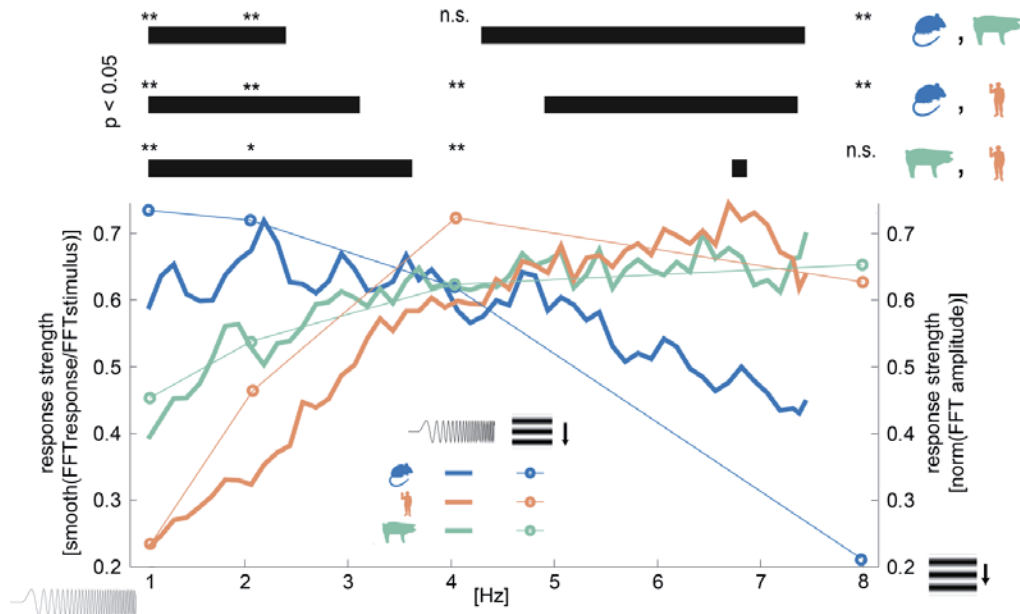 ** ** n.s. **
,
p < 0.05
** ** ** **
,
** * ** n.s.
,
response strength
[smooth(FFTresponse/FFTstimulus)]
0.7
0.6
0.5
0.4
0.3
0.2
0.7
0.6
0.5
0.4
0.3
0.2
response strength
[norm(FFT amplitude)]
1 2 3 4 5 6 7 8
[Hz]